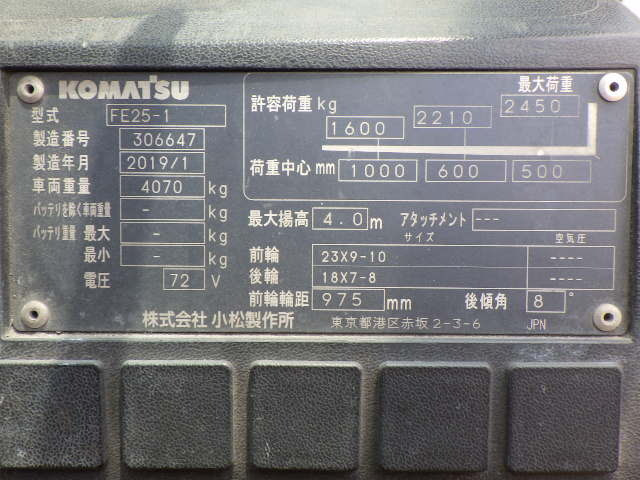 KOMATSU
型式 FE25-1
製造番号 306647
製造年月 2019/1
車両重量 4070 kg
バッテリを除く車両重量 - kg
バッテリ重量 最大 - kg
最小 - kg
電圧 72 V
最大荷重
許容荷重 kg 1600 2210 2450
荷重中心 mm 1000 600 500
最大揚高 4.0 m アタッチメント ---
サイズ 空気圧
前輪 23X9-10 ----
後輪 18X7-8 ----
前輪輪距 975 mm 後傾角 8°
株式会社 小松製作所 東京都港区赤坂2-3-6 JPN